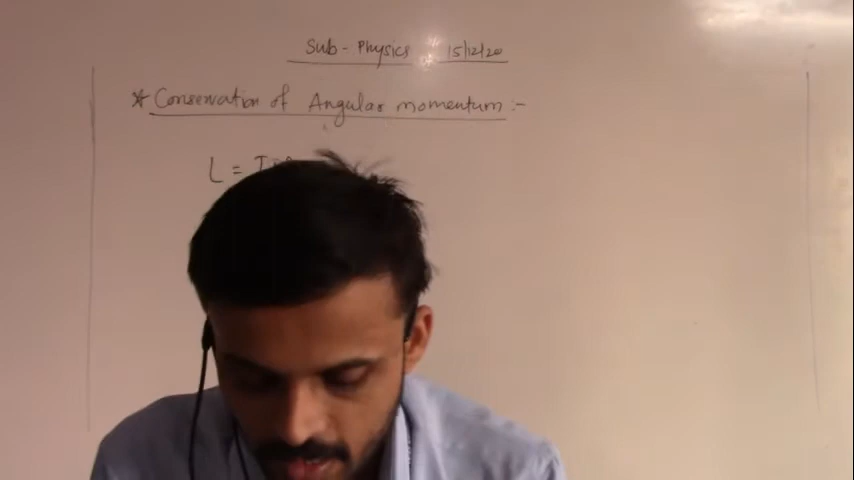 Sub - Physics 15/12/20
* Conservation of Angular momentum :-
L = I